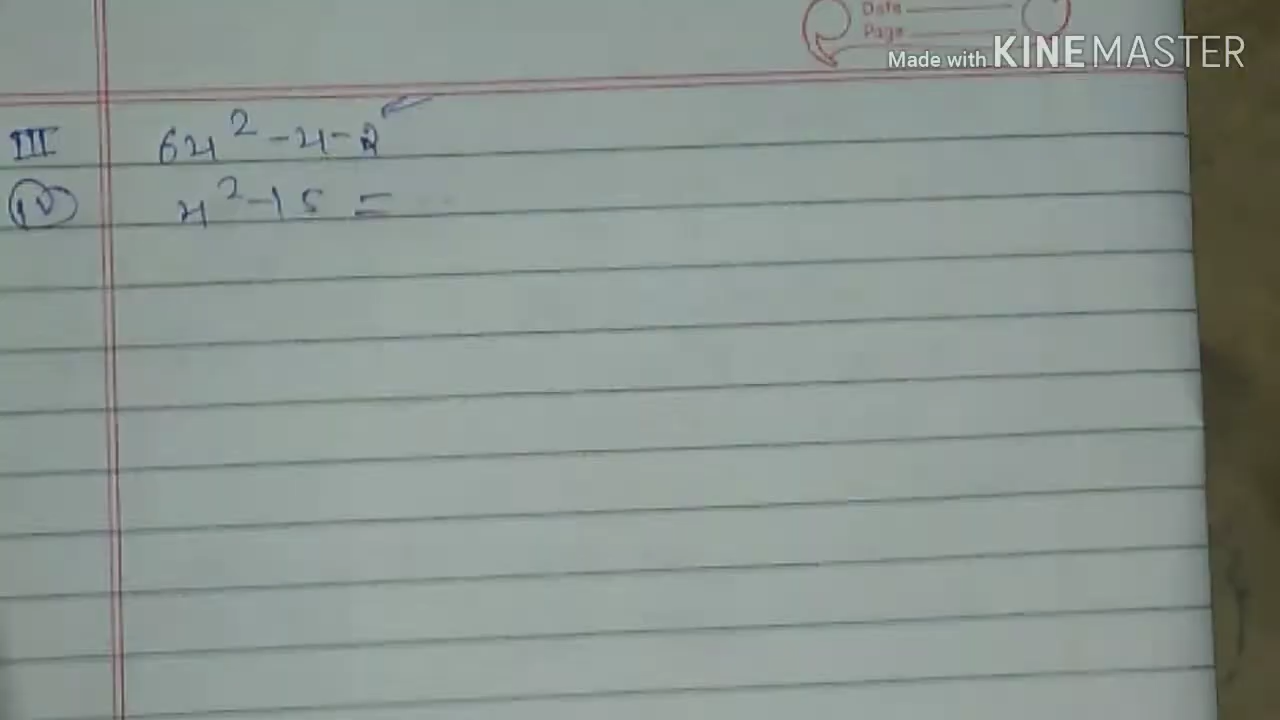 Date
Page
Made with KINEMASTER
III 6x² - x - 2
(iv) x² - 15 =